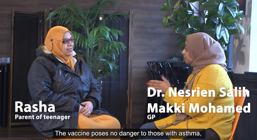 Rasha
Parent of teenager
Dr. Nesrien Salih
Makki Mohamed
GP
The vaccine poses no danger to those with asthma,